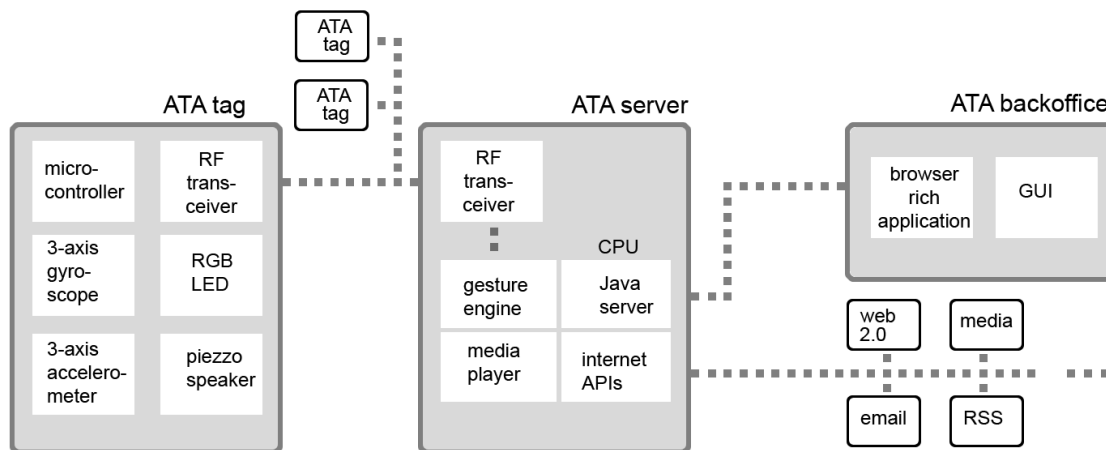 ATA
tag
ATA
tag
ATA tag
micro-
controller
RF
trans-
ceiver
3-axis
gyro-
scope
RGB
LED
3-axis
accelero-
meter
piezzo
speaker
ATA server
RF
trans-
ceiver
CPU
gesture
engine
Java
server
media
player
internet
APIs
ATA backoffice
browser
rich
application
GUI
web
2.0
media
email
RSS